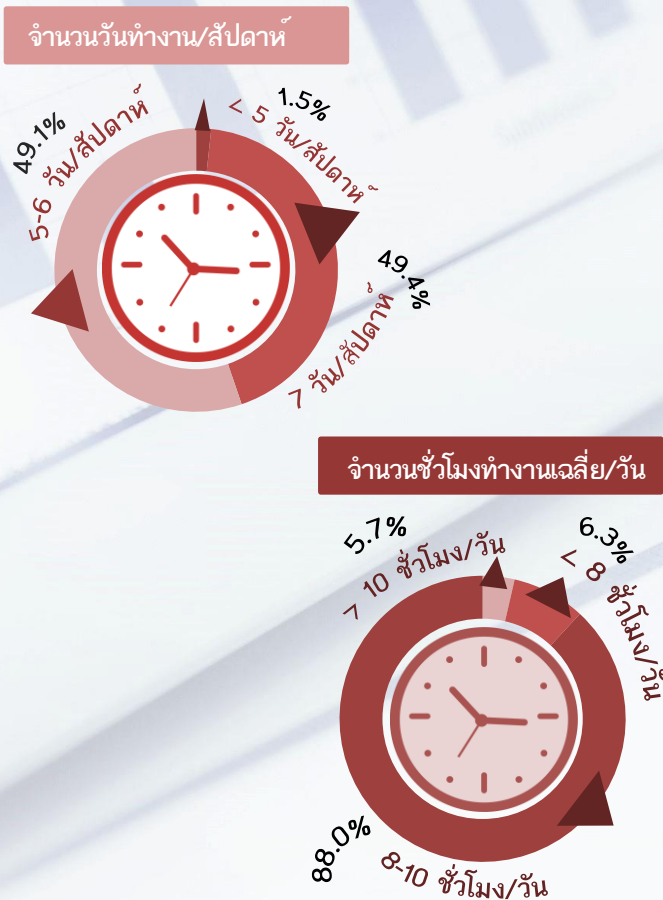 จำนวนวันทำงาน/สัปดาห์
1.5%
< 5 วัน/สัปดาห์
49.1%
5-6 วัน/สัปดาห์
49.4%
7 วัน/สัปดาห์
จำนวนชั่วโมงทำงานเฉลี่ย/วัน
5.7%
> 10 ชั่วโมง/วัน
6.3%
< 8 ชั่วโมง/วัน
88.0%
8-10 ชั่วโมง/วัน